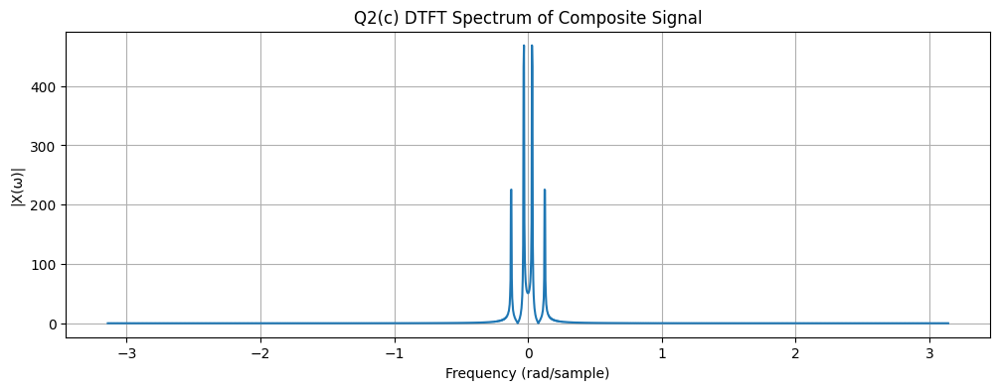 Q2(c) DTFT Spectrum of Composite Signal
|X(ω)|
400
300
200
100
0
−3 −2 −1 0 1 2 3
Frequency (rad/sample)